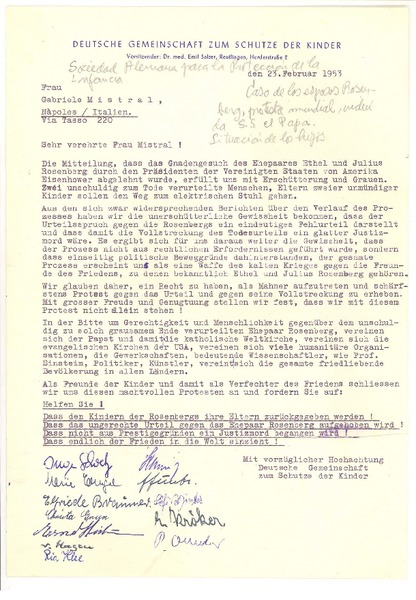 DEUTSCHE GEMEINSCHAFT ZUM SCHUTZE DER KINDER
Vorsitzender: Dr. med. Emil Salzer, Reutlingen, Herderstraße 2
Sociedad Alemana para la Protección de la
Infancia
den 23. Februar 1953
Frau
Gabriele Mistral,
Nàpoles / Italien.
Via Tasso 220
Caso de los esposos Rosen-
berg, protesta mundial,
la S.S. el Papa.
Situación de los hijos
Sehr verehrte Frau Mistral !
Die Mitteilung, dass das Gnadengesuch des Ehepaares Ethel und Julius
Rosenberg durch den Präsidenten der Vereinigten Staaten von Amerika
Eisenhower abgelehnt wurde, erfüllt uns mit Erschütterung und Grauen.
Zwei unschuldig zum Tode verurteilte Menschen, Eltern zweier unmündiger
Kinder sollen den Weg zum elektrischen Stuhl gehen.
Aus den sich zwar widersprechenden Berichten über den Verlauf des Pro-
zesses haben wir die unerschütterliche Gewissheit bekommen, dass der
Urteilsspruch gegen die Rosenbergs ein eindeutiges Fehlurteil darstellt
und dass damit die Vollstreckung des Todesurteils ein glatter Justiz-
mord wäre. Es ergibt sich für uns daraus weiter die Gewissheit, dass
der Prozess nicht aus rechtlichen Erfordernissen geführt wurde, sondern
dass einseitig politische Beweggründe dahinterstanden, der gesamte
Prozess erscheint uns als eine Waffe des kalten Krieges gegen die Freun-
de des Friedens, zu denen bekanntlich Ethel und Julius Rosenberg gehören.
Wir glauben daher, ein Recht zu haben, als Mahner aufzutreten und schärf-
stens Protest gegen das Urteil und gegen seine Vollstreckung zu erheben.
Mit grosser Freude und Genugtuung stellen wir fest, dass wir mit diesem
Protest nicht allein stehen !
In der Bitte um Gerechtigkeit und Menschlichkeit gegenüber dem unschul-
dig zu solch grausamem Ende verurteilten Ehepaar Rosenberg, vereinen
sich der Papst und damit die katholische Weltkirche, vereinen sich die
evangelischen Kirchen der USA, vereinen sich viele humanitäre Organi-
sationen, die Gewerkschaften, bedeutende Wissenschaftler, wie Prof.
Einstein, Politiker, Künstler, vereint sich die gesamte friedliebende
Bevölkerung in allen Ländern.
Als Freunde der Kinder und damit als Verfechter des Friedens schliessen
wir uns diesen machtvollen Protesten an und fordern Sie auf:
Helfen Sie !
Dass den Kindern der Rosenbergs ihre Eltern zurückgegeben werden !
Dass das ungerechte Urteil gegen das Ehepaar Rosenberg aufgehoben wird !
Dass nicht aus Prestigegründen ein Justizmord begangen wird !
Dass endlich der Frieden in die Welt einzieht !
Mit vorzüglicher Hochachtung
Deutsche Gemeinschaft
zum Schutze der Kinder
Elfriede Brümmer
Kröker